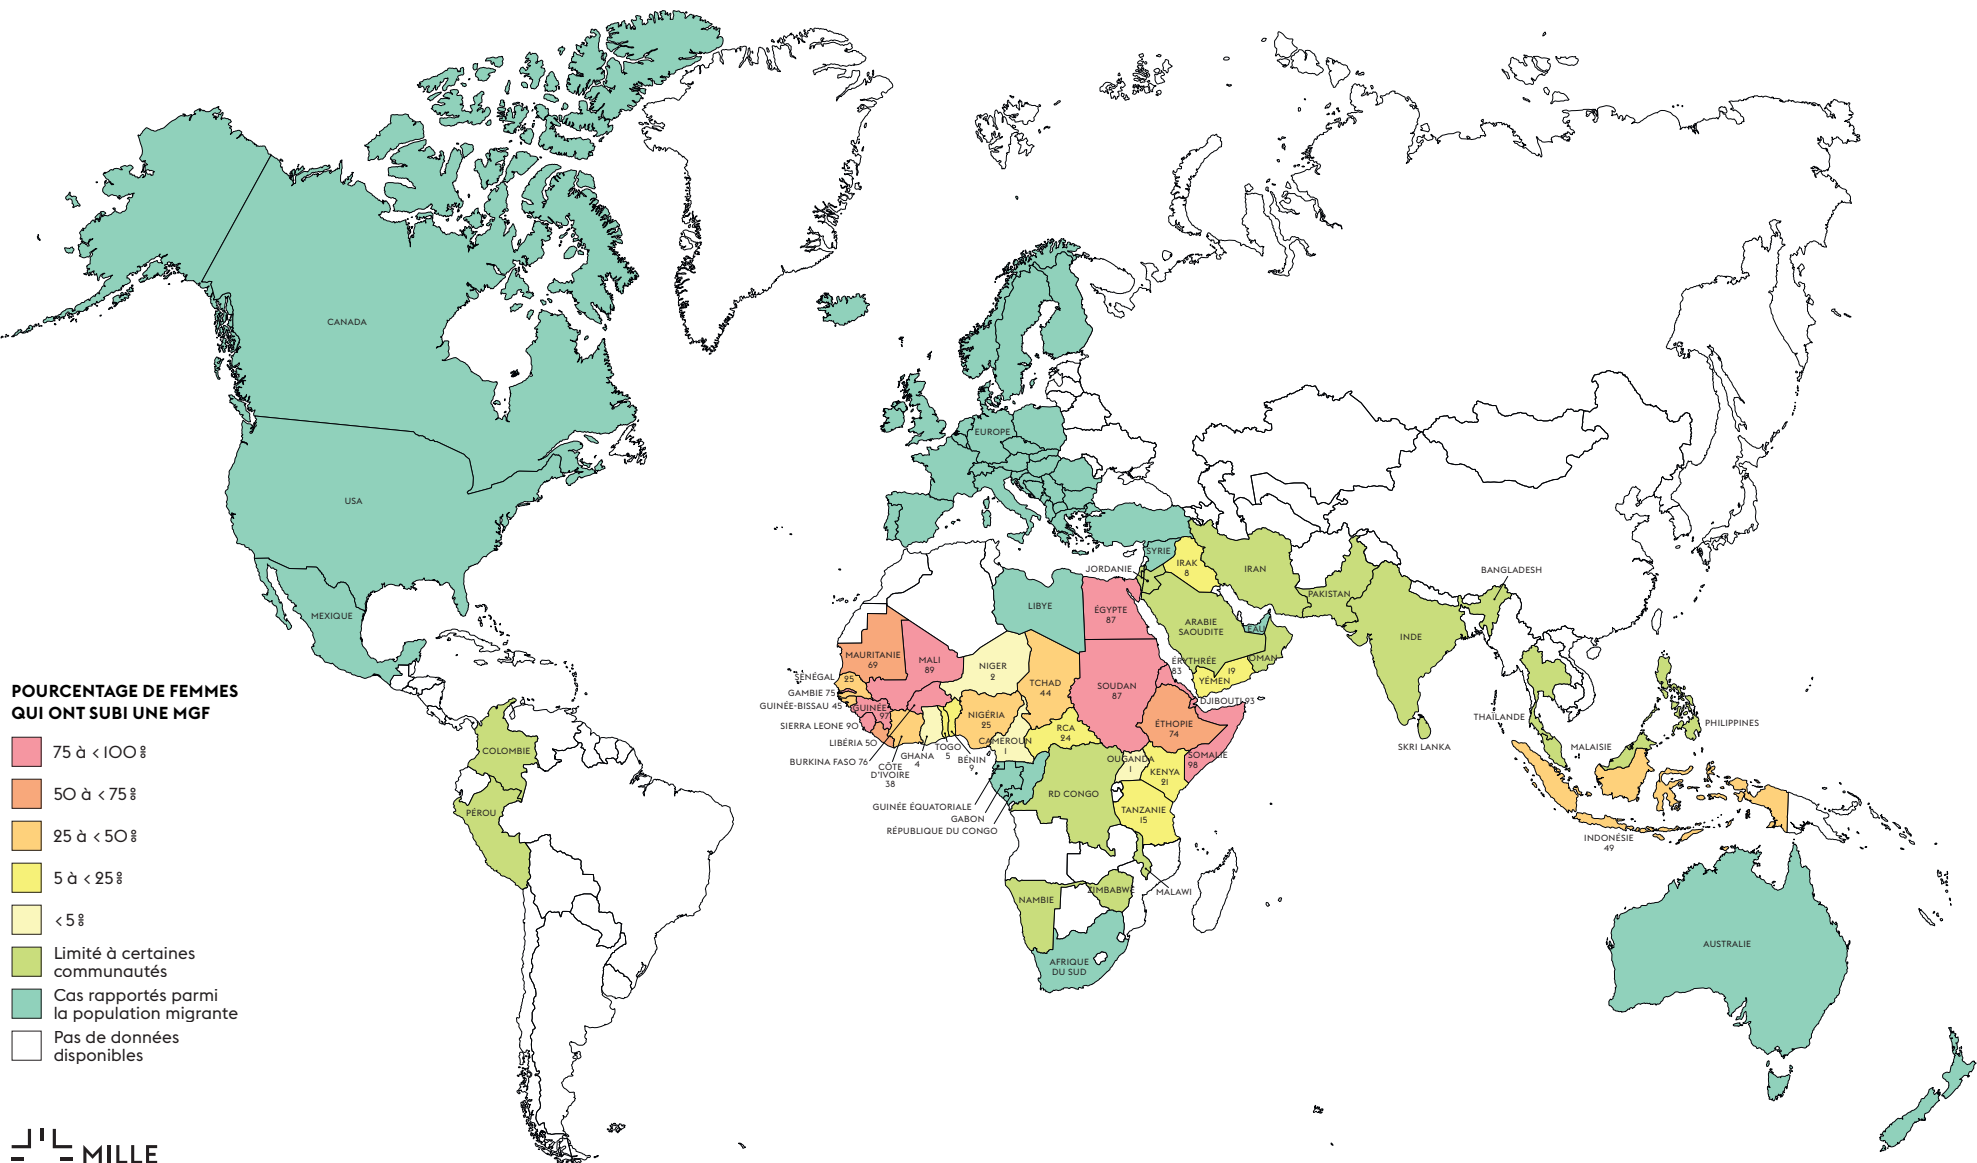 CANADA
EUROPE
USA
SYRIE
JORDANIE
IRAK
8
IRAN
BANGLADESH
PAKISTAN
MEXIQUE
LIBYE
ÉGYPTE
87
ARABIE
SAOUDITE
EAU
INDE
MAURITANIE
69
MALI
89
NIGER
2
TCHAD
44
SOUDAN
87
ÉRYTHRÉE
83
OMAN
19
YÉMEN
DJIBOUTI 93
SÉNÉGAL
25
GAMBIE 75
GUINÉE-BISSAU 45
GUINÉE
97
SIERRA LEONE 90
LIBÉRIA 50
BURKINA FASO 76
CÔTE
D'IVOIRE
38
GHANA
4
TOGO
5
BÉNIN
9
NIGÉRIA
25
CAMEROUN
1
RCA
24
ÉTHOPIE
74
SOMALIE
98
OUGANDA
1
KENYA
21
TANZANIE
15
RD CONGO
GUINÉE ÉQUATORIALE
GABON
RÉPUBLIQUE DU CONGO
THAÏLANDE
SKRI LANKA
MALAISIE
PHILIPPINES
INDONÉSIE
49
COLOMBIE
PÉROU
MALAWI
ZIMBABWE
NAMBIE
AFRIQUE
DU SUD
AUSTRALIE
POURCENTAGE DE FEMMES
QUI ONT SUBI UNE MGF
75 à <100%
50 à <75%
25 à <50%
5 à <25%
<5%
Limité à certaines
communautés
Cas rapportés parmi
la population migrante
Pas de données
disponibles
MILLE